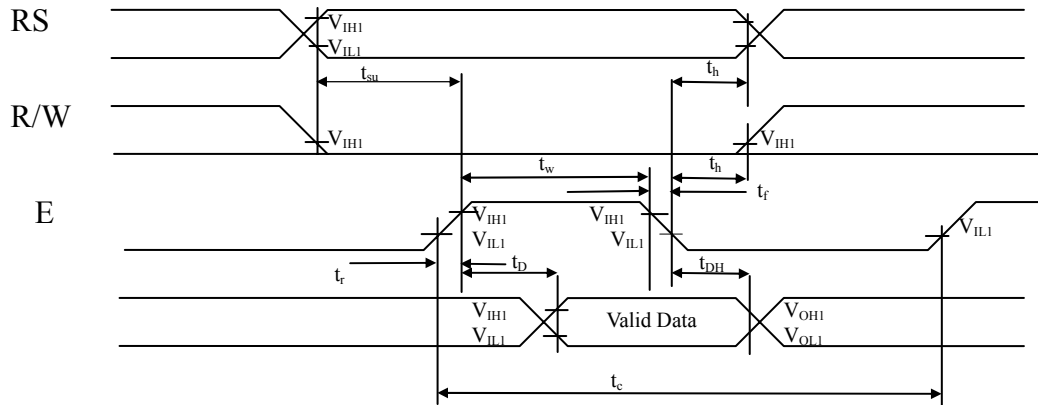 RS
V_IH1
V_IL1
t_su
t_h
R/W
V_IH1
V_IH1
t_w
t_h
t_f
E
V_IH1
V_IH1
V_IL1
V_IL1
V_IL1
t_r
t_D
t_DH
V_IH1
Valid Data
V_OH1
V_IL1
V_OL1
t_c